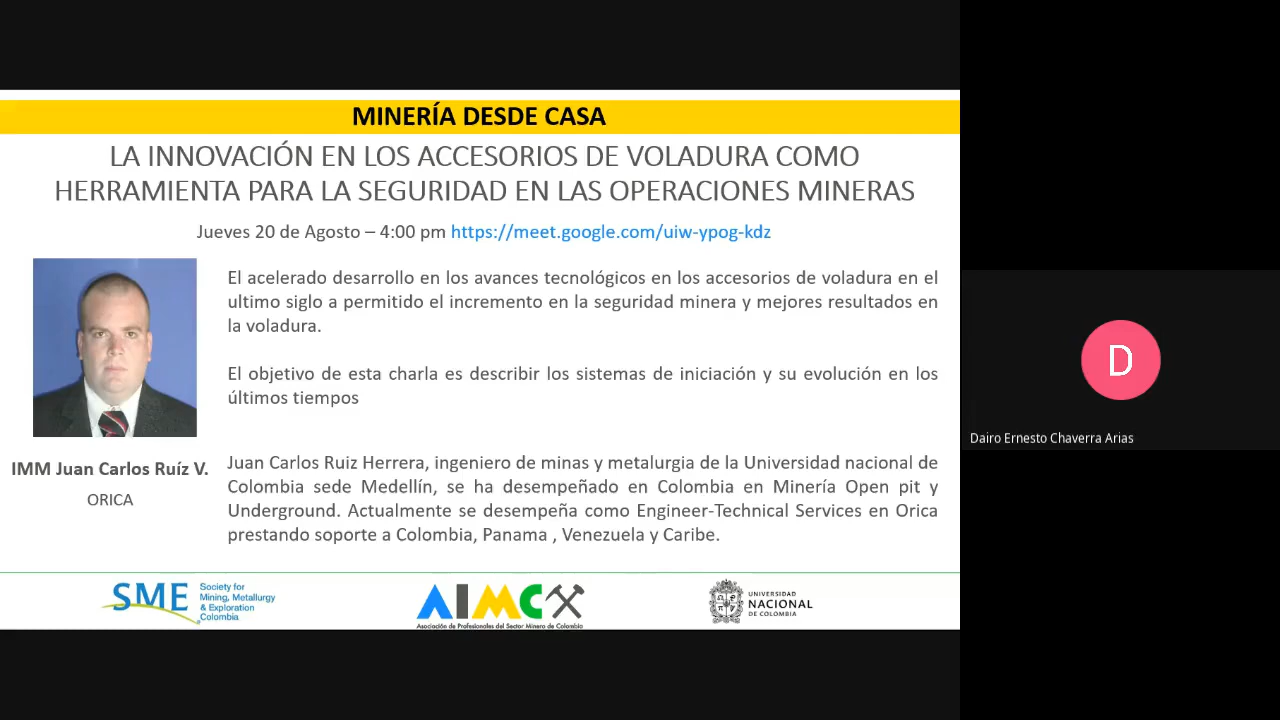 MINERÍA DESDE CASA
LA INNOVACIÓN EN LOS ACCESORIOS DE VOLADURA COMO
HERRAMIENTA PARA LA SEGURIDAD EN LAS OPERACIONES MINERAS
Jueves 20 de Agosto – 4:00 pm https://meet.google.com/uiw-ypog-kdz
El acelerado desarrollo en los avances tecnológicos en los accesorios de voladura en el
ultimo siglo a permitido el incremento en la seguridad minera y mejores resultados en
la voladura.
El objetivo de esta charla es describir los sistemas de iniciación y su evolución en los
últimos tiempos
IMM Juan Carlos Ruíz V.
ORICA
Juan Carlos Ruiz Herrera, ingeniero de minas y metalurgia de la Universidad nacional de
Colombia sede Medellín, se ha desempeñado en Colombia en Minería Open pit y
Underground. Actualmente se desempeña como Engineer-Technical Services en Orica
prestando soporte a Colombia, Panama , Venezuela y Caribe.
SME
Society for
Mining, Metallurgy
& Exploration
Colombia
AIMC
Asociación de Profesionales del Sector Minero de Colombia
UNIVERSIDAD
NACIONAL
DE COLOMBIA
D
Dairo Ernesto Chaverra Arias